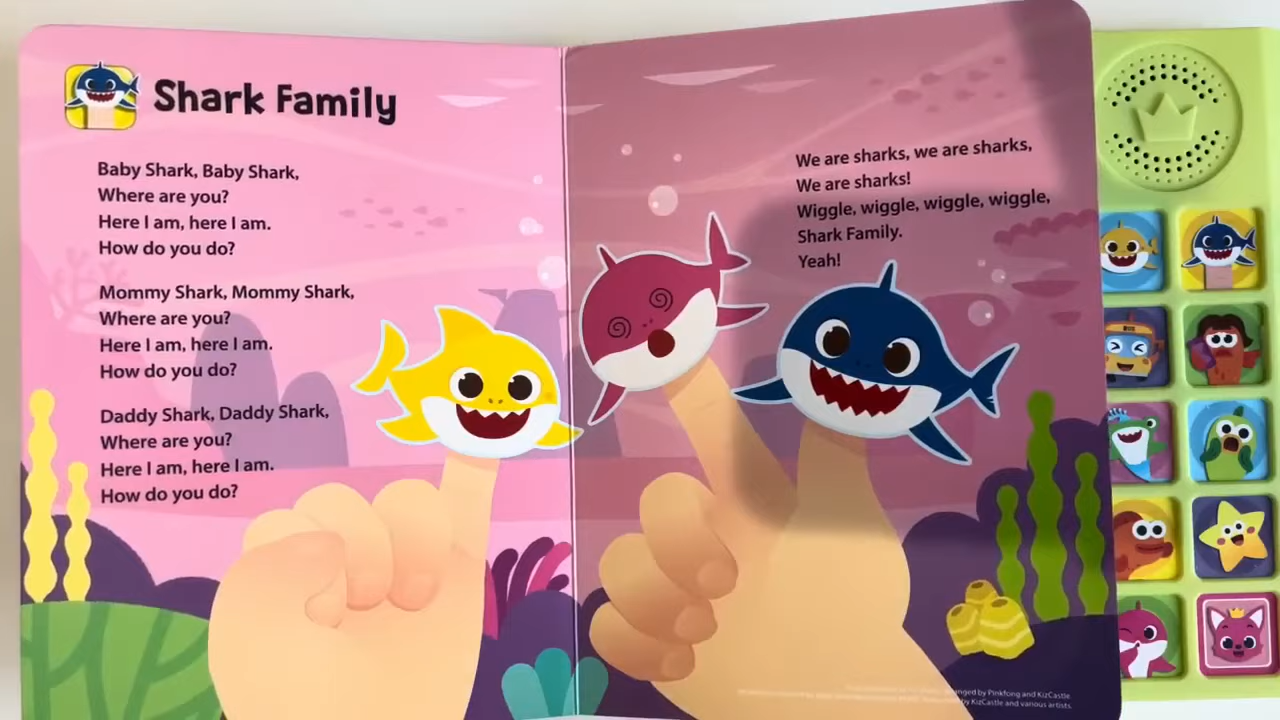 Shark Family
Baby Shark, Baby Shark,
Where are you?
Here I am, here I am.
How do you do?
Mommy Shark, Mommy Shark,
Where are you?
Here I am, here I am.
How do you do?
Daddy Shark, Daddy Shark,
Where are you?
Here I am, here I am.
How do you do?
We are sharks, we are sharks,
We are sharks!
Wiggle, wiggle, wiggle, wiggle,
Shark Family.
Yeah!
by Pinkfong and KizCastle
by KizCastle and various artists.